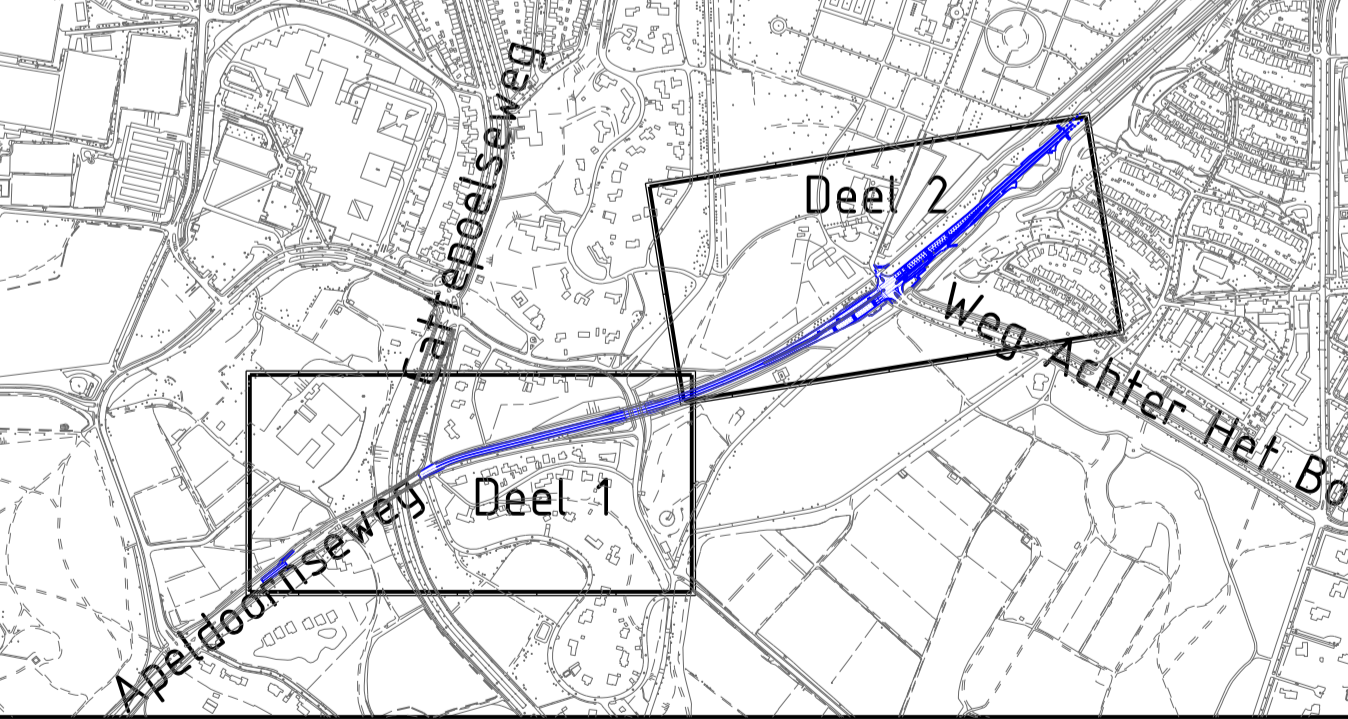 Cattepoelseweg
Deel 2
Weg Achter Het Bo
Deel 1
Apeldoornseweg